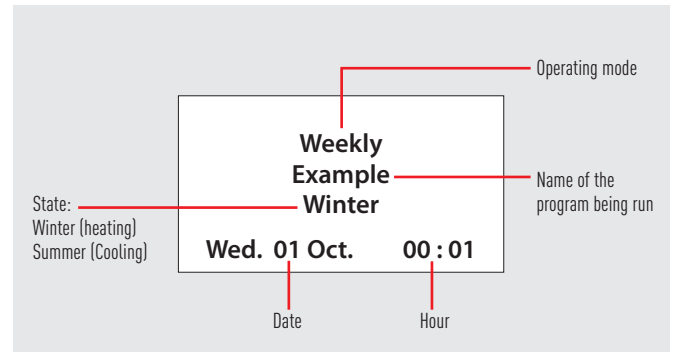 Operating mode
Weekly
Example
Name of the
program being run
State:
Winter (heating)
Summer (Cooling)
Winter
Wed. 01 Oct. 00 : 01
Date
Hour